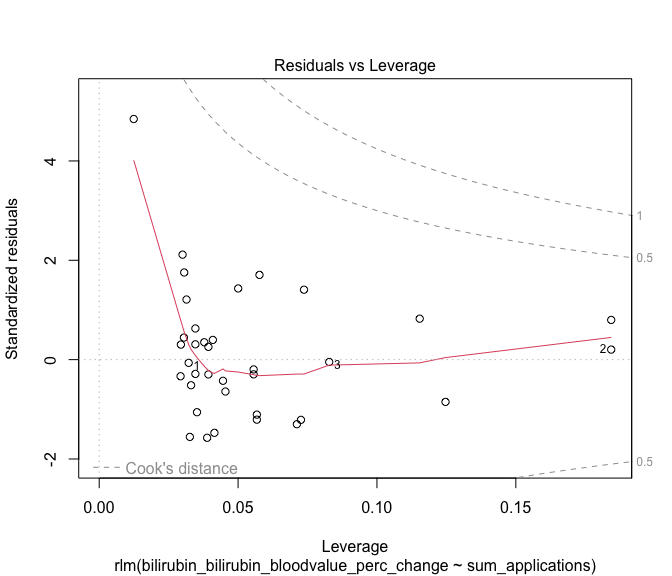 Residuals vs Leverage
Standardized residuals
4
2
0
-2
1
0.5
0.5
1
2
3
Cook's distance
0.00
0.05
0.10
0.15
Leverage
rlm(bilirubin_bilirubin_bloodvalue_perc_change ~ sum_applications)